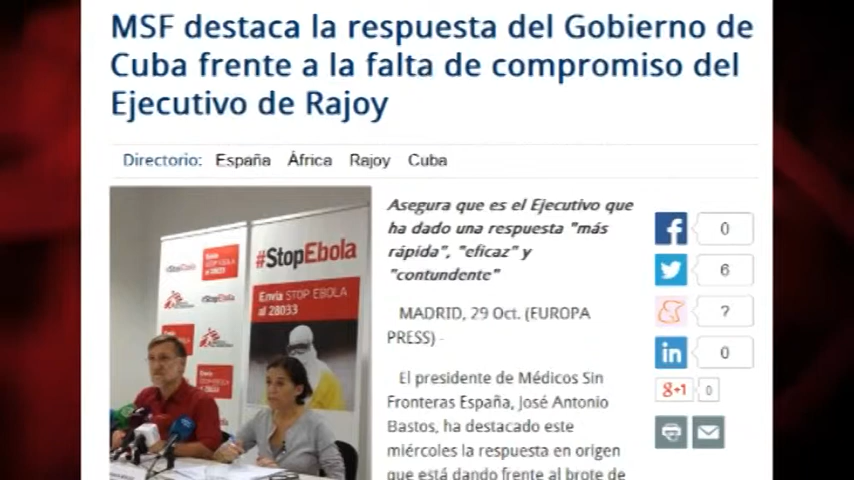 MSF destaca la respuesta del Gobierno de
Cuba frente a la falta de compromiso del
Ejecutivo de Rajoy
Directorio: España África Rajoy Cuba
#StopEbola
Envía STOP EBOLA
al 28033
Asegura que es el Ejecutivo que
ha dado una respuesta "más
rápida", "eficaz" y
"contundente"
MADRID, 29 Oct. (EUROPA
PRESS) -
El presidente de Médicos Sin
Fronteras España, José Antonio
Bastos, ha destacado este
miércoles la respuesta en origen
que está dando frente al brote de
f 0
6
?
in 0
g+1 0